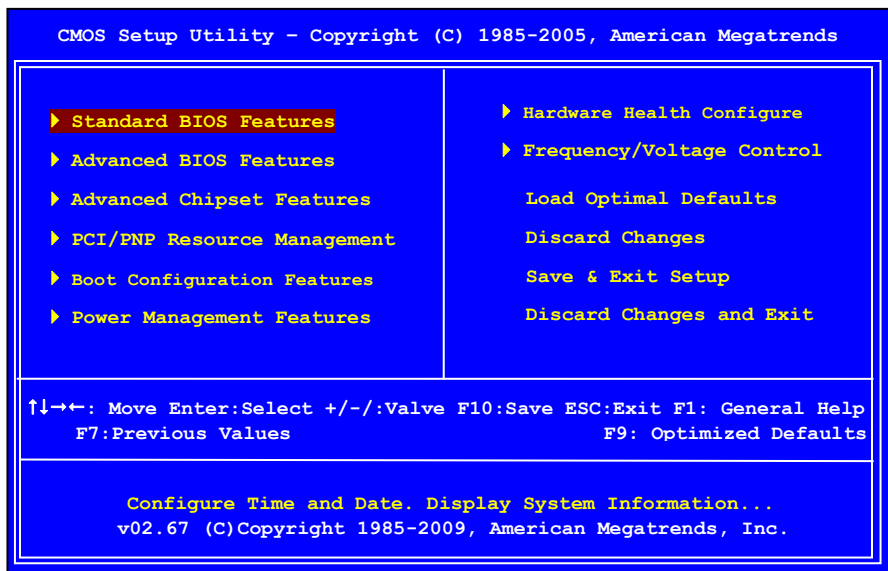 CMOS Setup Utility – Copyright (C) 1985-2005, American Megatrends
Standard BIOS Features
Advanced BIOS Features
Advanced Chipset Features
PCI/PNP Resource Management
Boot Configuration Features
Power Management Features
Hardware Health Configure
Frequency/Voltage Control
Load Optimal Defaults
Discard Changes
Save & Exit Setup
Discard Changes and Exit
↑↓→←: Move Enter:Select +/-/:Valve F10:Save ESC:Exit F1: General Help
F7:Previous Values F9: Optimized Defaults
Configure Time and Date. Display System Information...
v02.67 (C)Copyright 1985-2009, American Megatrends, Inc.